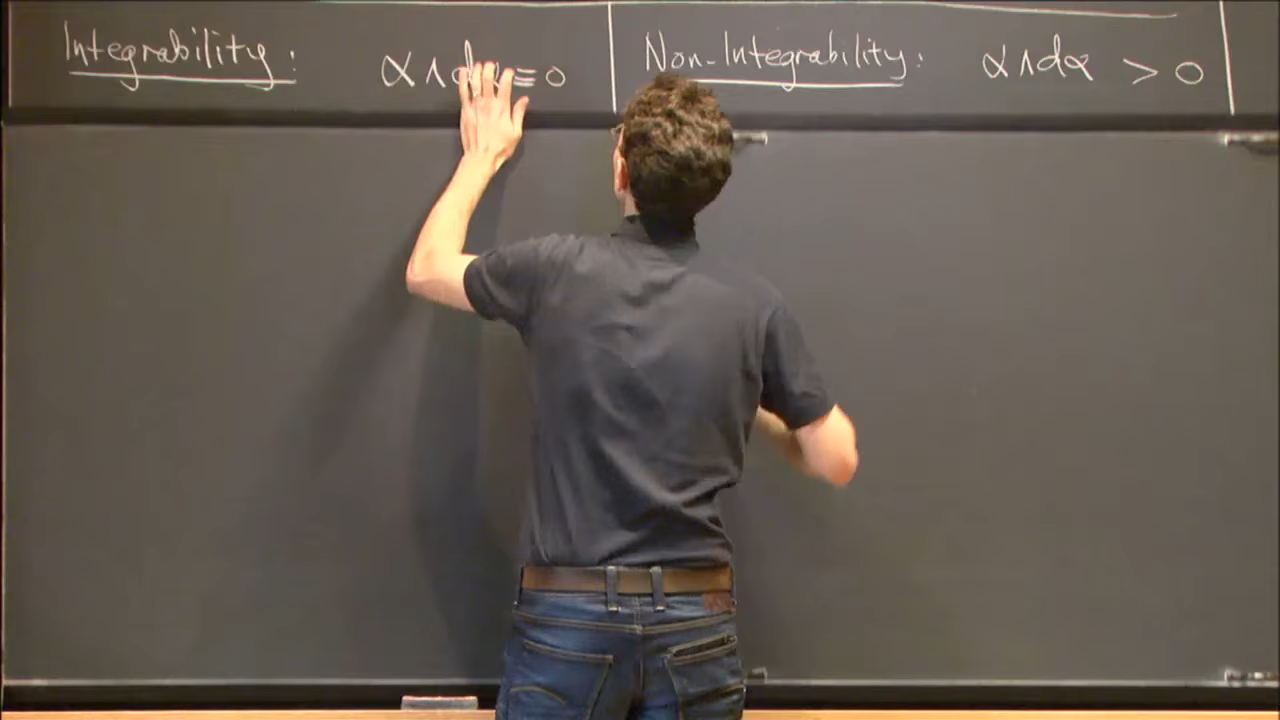 Integrability: α∧dα≡0
Non-Integrability: α∧dα > 0